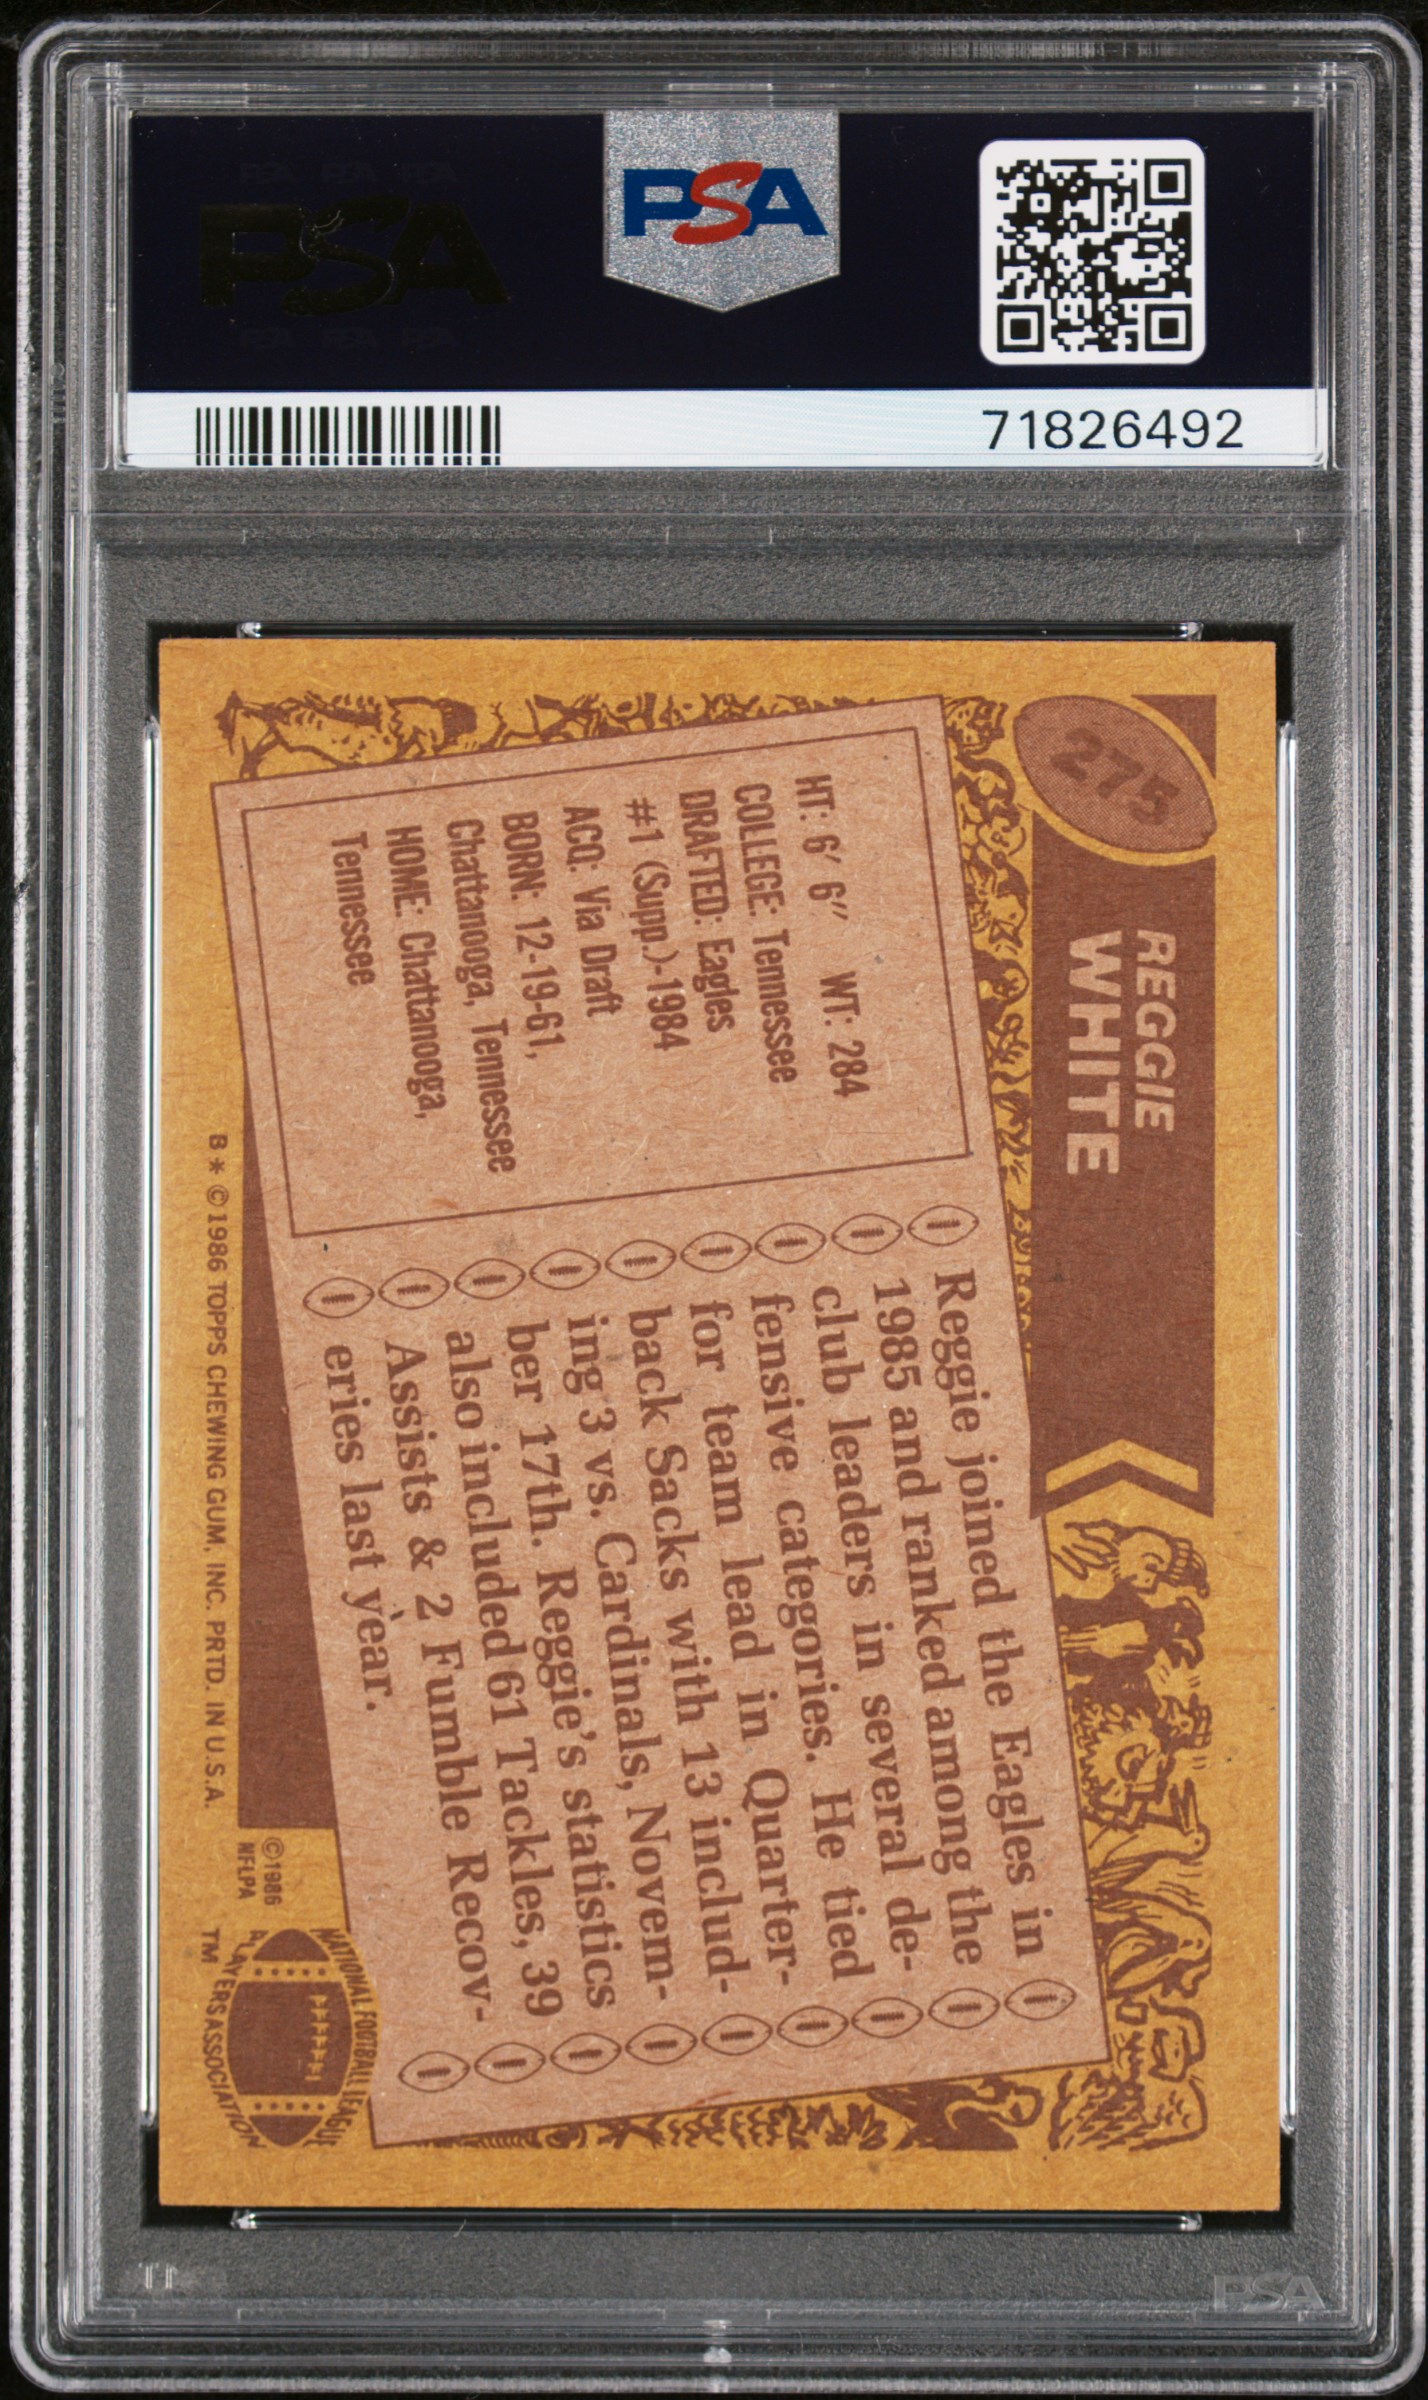 PSA
PSA
71826492
275
REGGIE
WHITE
HT: 6' 6" WT: 284
COLLEGE: Tennessee
DRAFTED: Eagles
#1 (Supp.)-1984
ACQ: Via Draft
BORN: 12-19-61,
Chattanooga, Tennessee
HOME: Chattanooga,
Tennessee
Reggie joined the Eagles in
1985 and ranked among the
club leaders in several de-
fensive categories. He tied
for team lead in Quarter-
back Sacks with 13 includ-
ing 3 vs. Cardinals, Novem-
ber 17th. Reggie's statistics
also included 61 Tackles, 39
Assists & 2 Fumble Recov-
eries last year.
B * © 1986 TOPPS CHEWING GUM, INC. PRTD. IN U.S.A.
© 1986
NFLPA
NATIONAL FOOTBALL LEAGUE
PLAYERS ASSOCIATION
TM
PSA